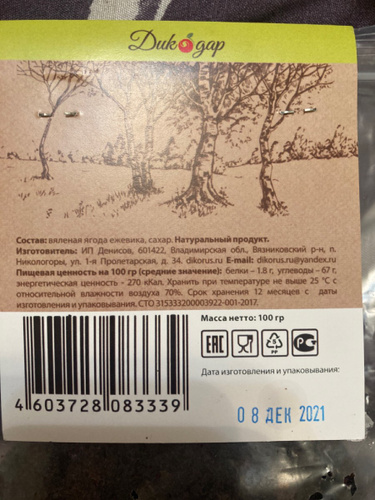 Дикодар
Состав: вяленая ягода ежевика, сахар. Натуральный продукт.
Изготовитель: ИП Денисов, 601422, Владимирская обл., Вязниковский р-н, п.
Никологоры, ул. 1-я Пролетарская, д. 34. dikorus.ru E-mail: dikorus.ru@yandex.ru
Пищевая ценность на 100 гр (средние значение): белки – 1.8 г, углеводы – 67 г,
энергетическая ценность - 270 кКал. Хранить при температуре не выше 25 °С с
относительной влажности воздуха 70%. Срок хранения 12 месяцев с даты
изготовления и упаковывания. СТО 315333200003922-001-2017.
Масса нетто: 100 гр
EAC
5
PP
Дата изготовления и упаковывания:
4 603728 083339
08 ДЕК 2021